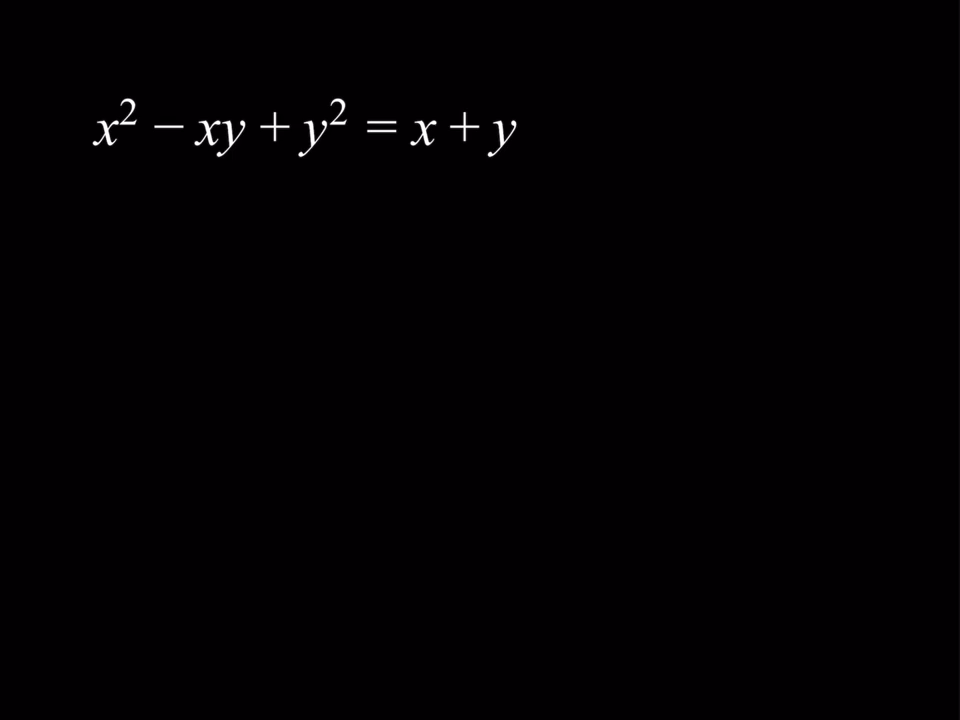 x² − xy + y² = x + y